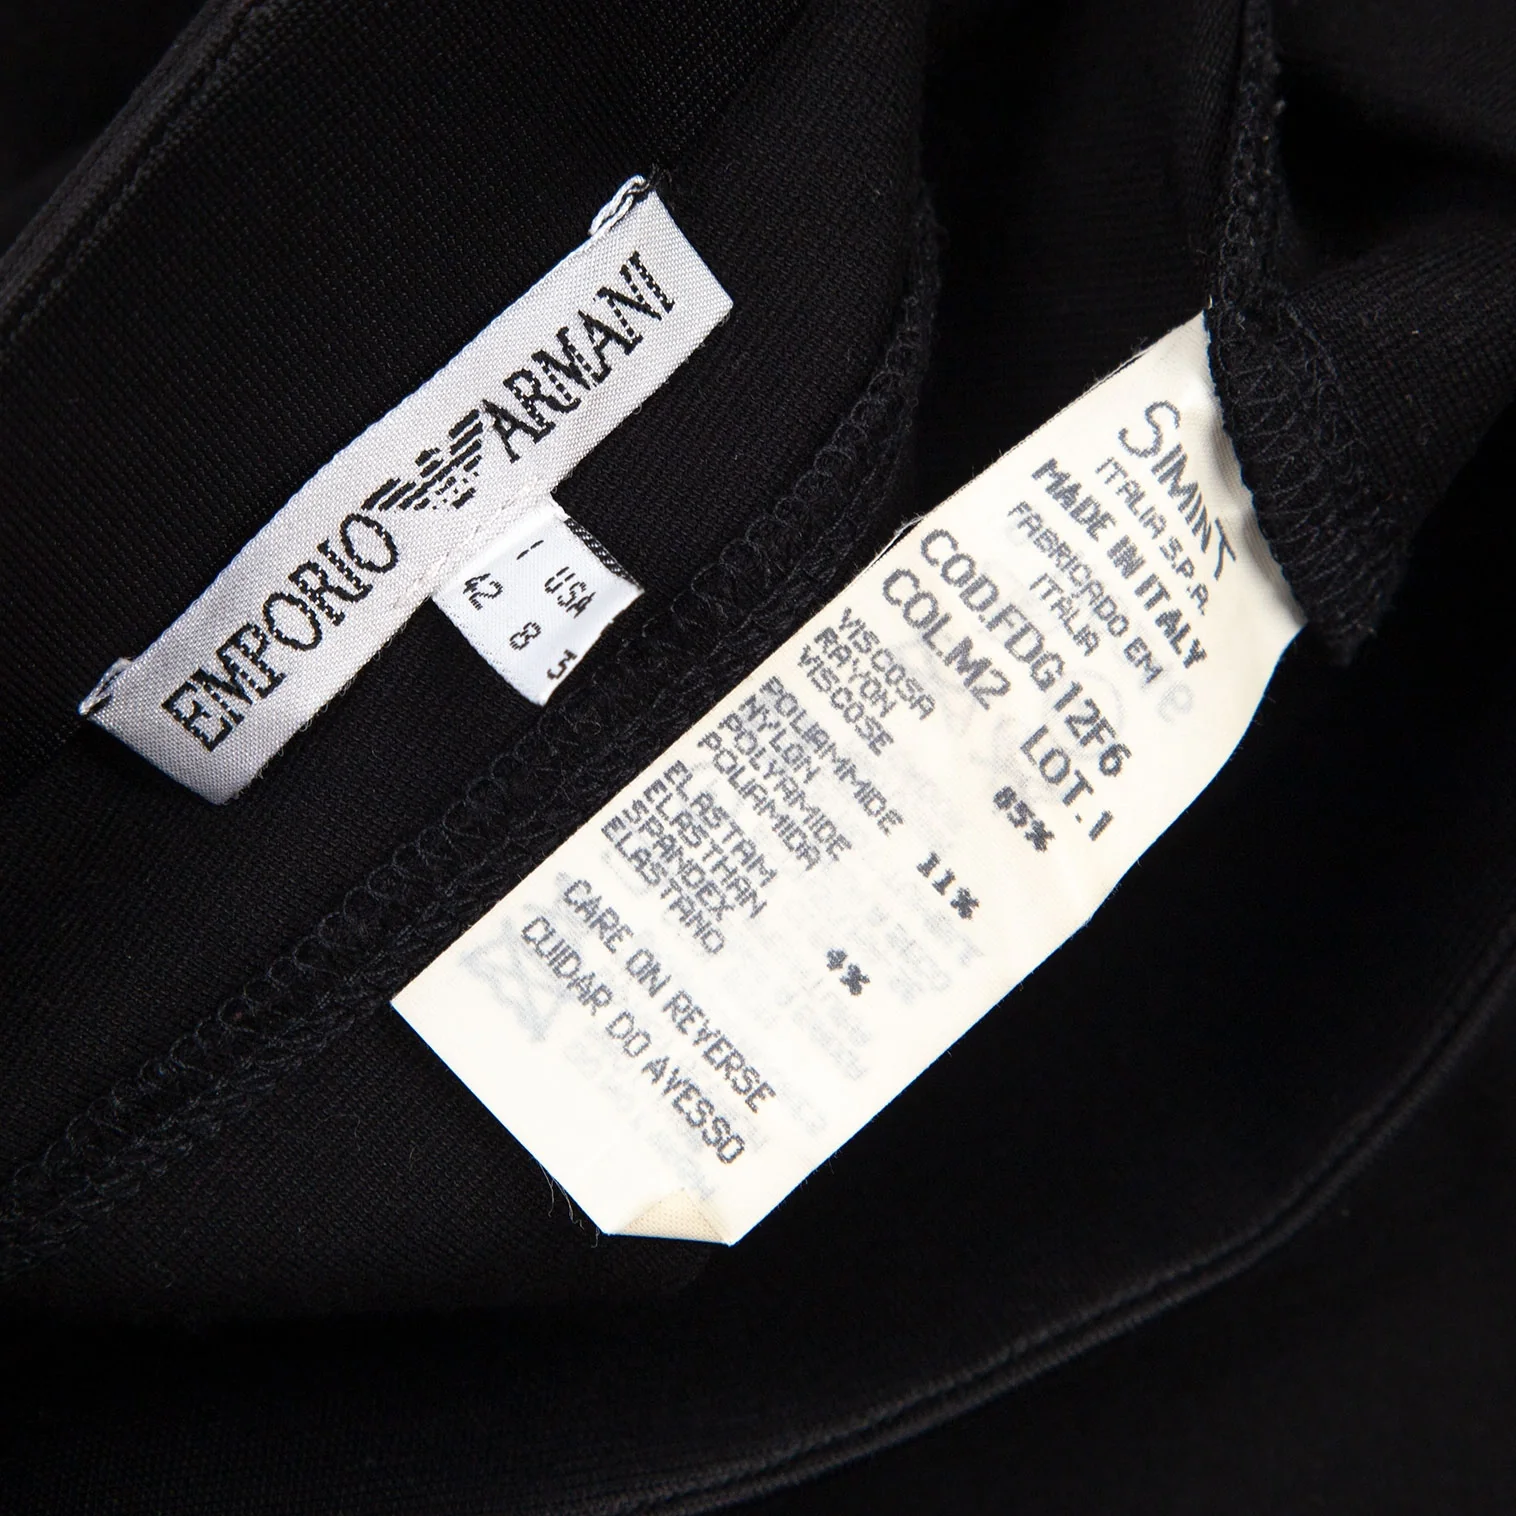 EMPORIO ARMANI
I
42
USA
8
SIMINT
ITALIA S.P.A.
MADE IN ITALY
FABRICADO EM
ITALIA
COD.FDG12F6
COL.M2 LOT.1
VISCOSA
RAYON 85%
VISCOSE
POLIAMMIDE
NYLON 11%
POLYAMIDE
POLIAMIDA
ELASTAM
ELASTHAN 4%
SPANDEX
ELASTANO
CARE ON REVERSE
CUIDAR DO AVESSO